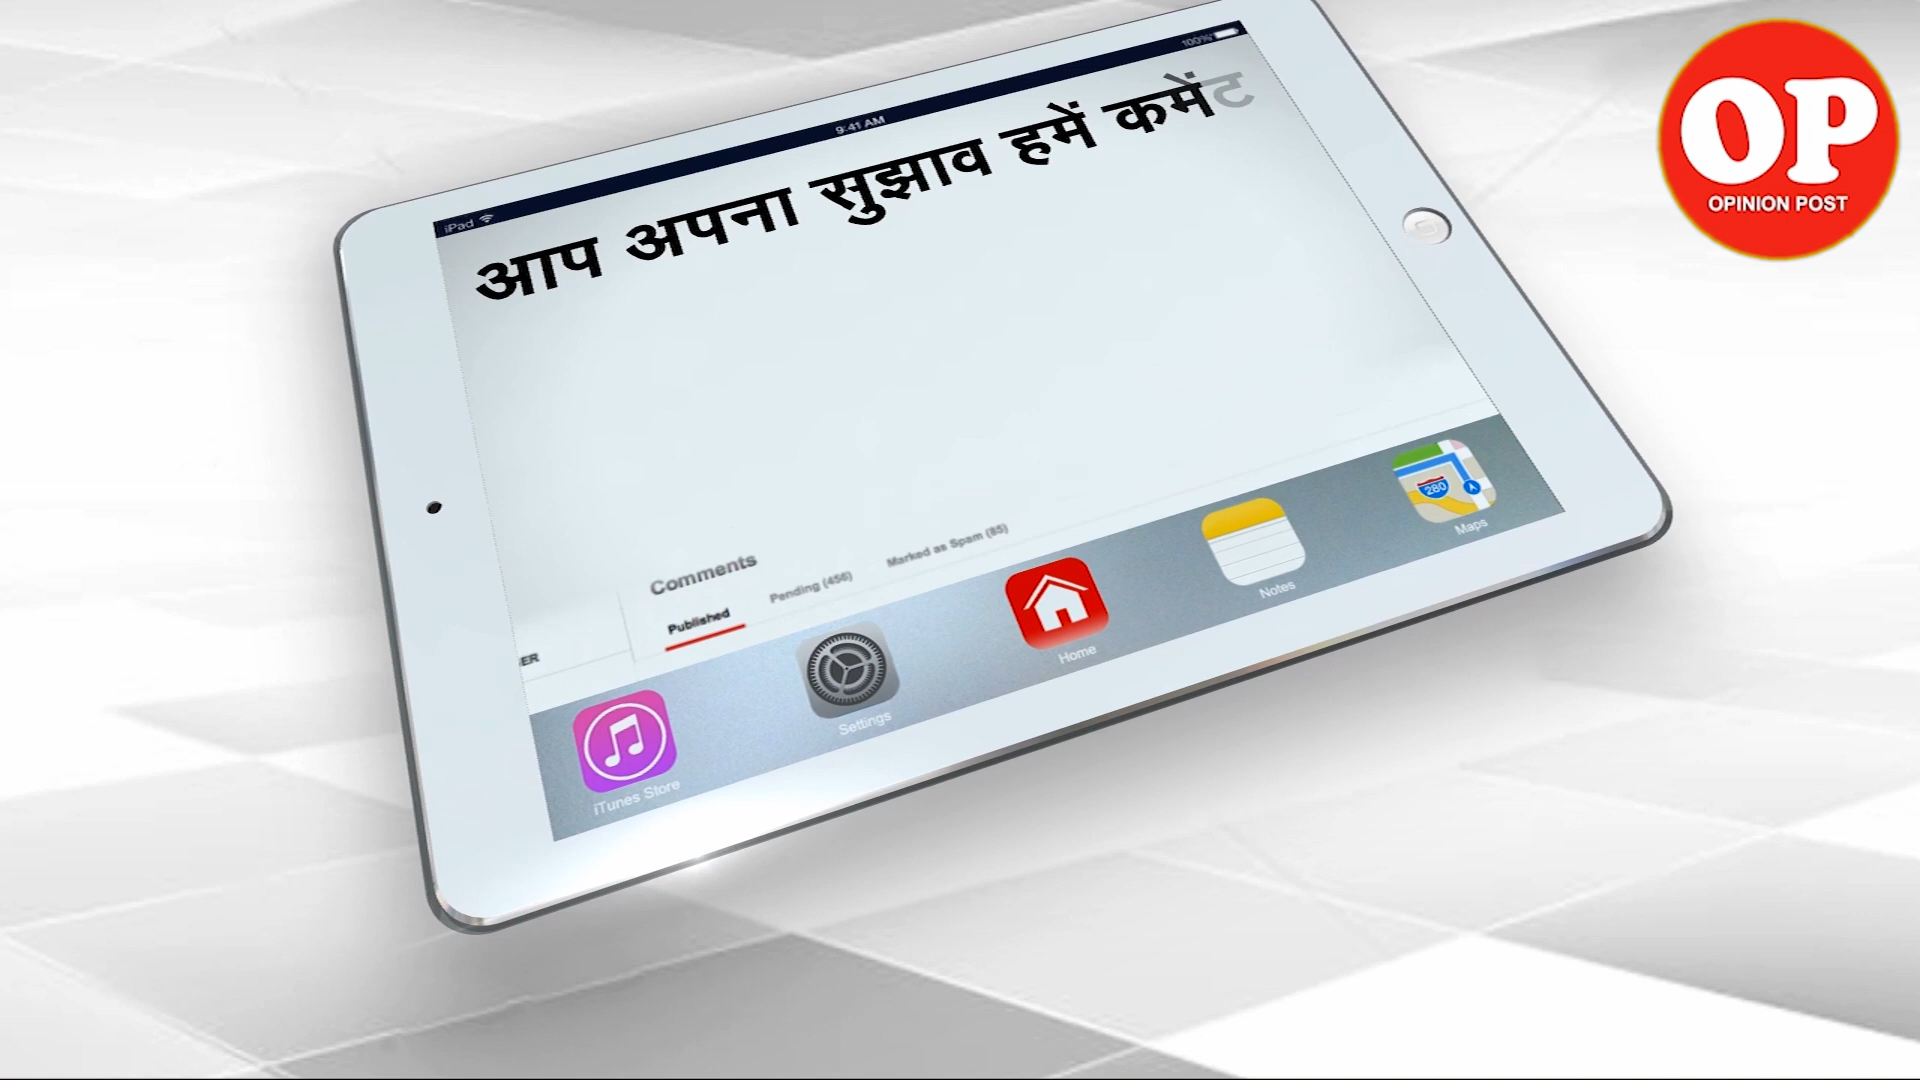 OP
OPINION POST
iPad 9:41 AM 100%
आप अपना सुझाव हमें कमेंट
Comments
Published Pending (456) Marked as Spam (85)
ER
280
iTunes Store Settings Home Notes Maps